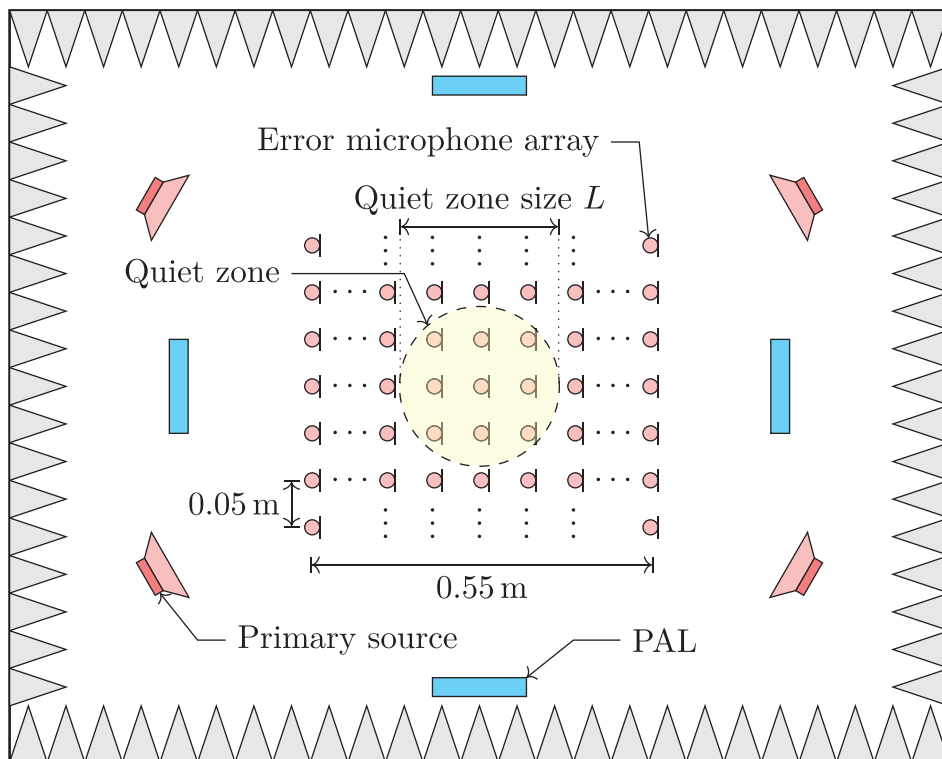 Error microphone array
Quiet zone size L
Quiet zone
0.05 m
0.55 m
Primary source
PAL